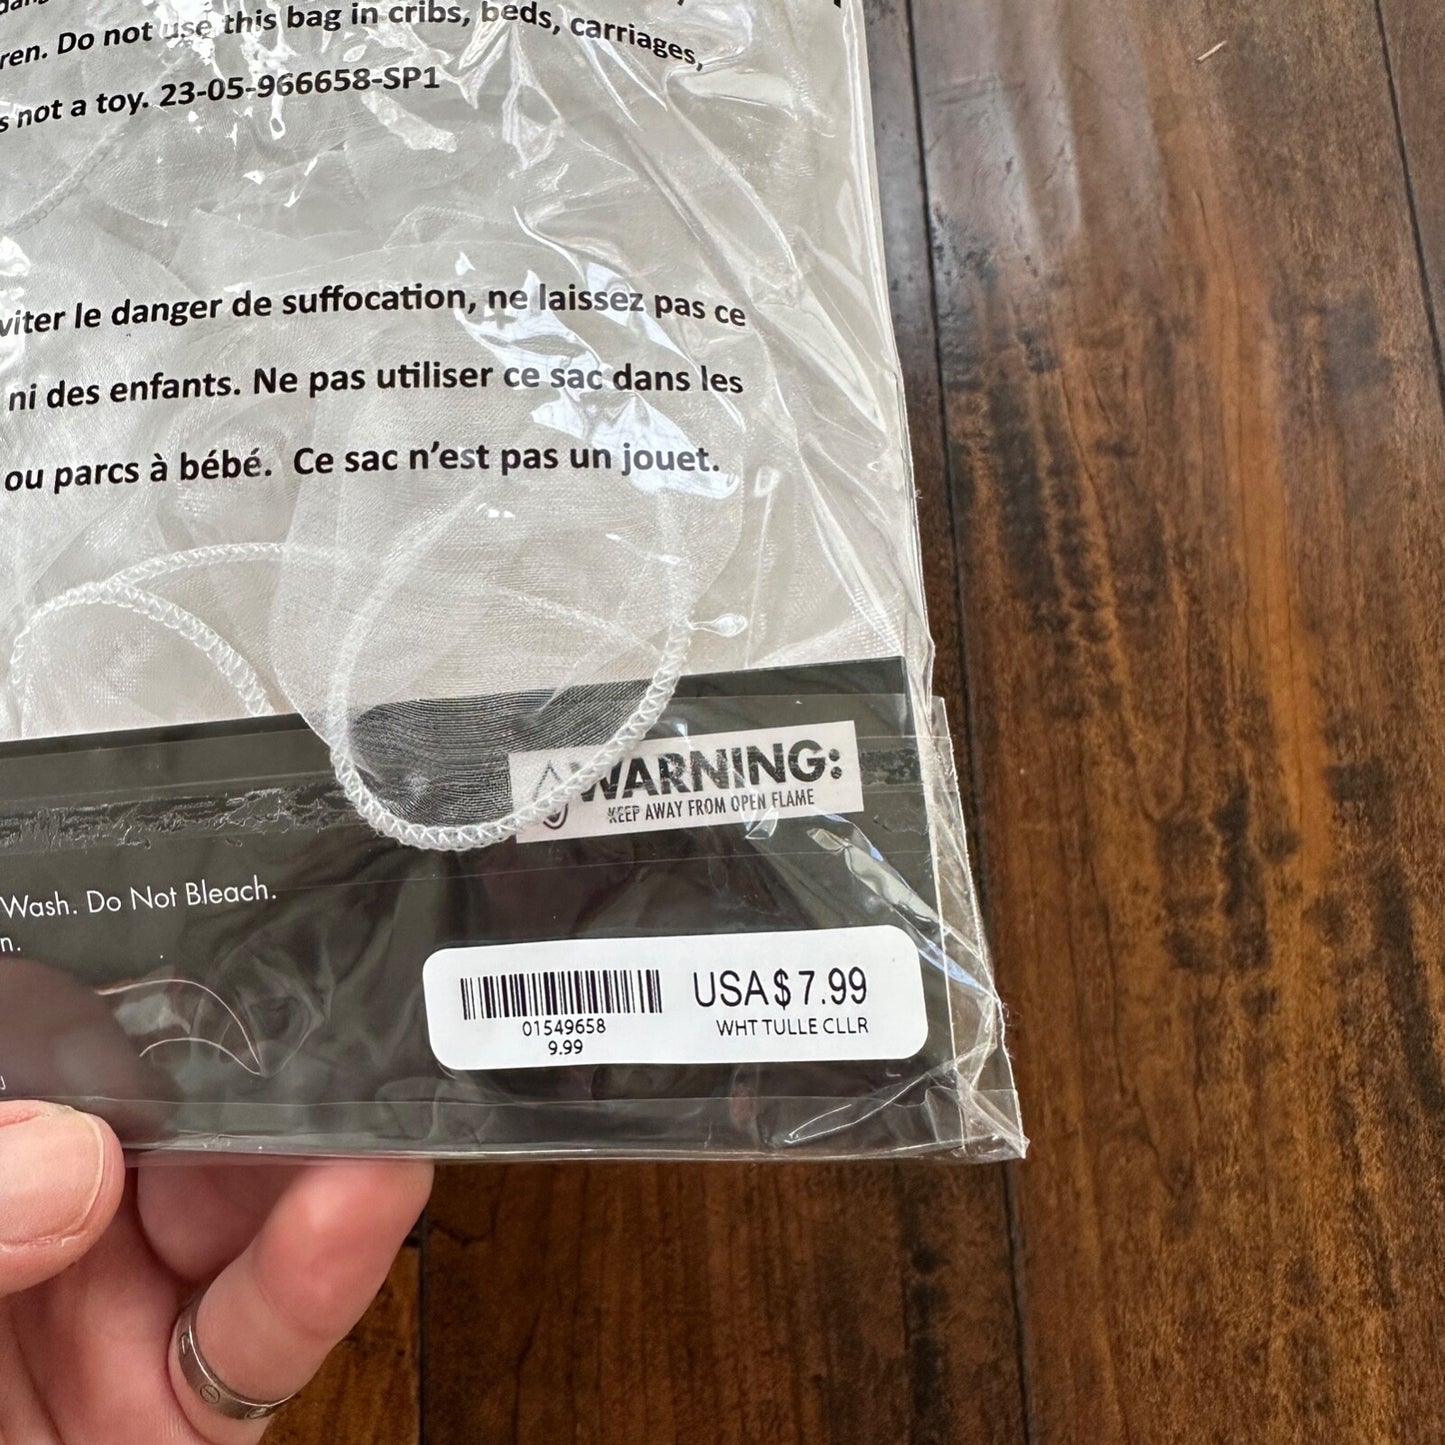 ren. Do not use this bag in cribs, beds, carriages,
s not a toy. 23-05-966658-SP1
viter le danger de suffocation, ne laissez pas ce
ni des enfants. Ne pas utiliser ce sac dans les
ou parcs à bébé. Ce sac n'est pas un jouet.
WARNING:
KEEP AWAY FROM OPEN FLAME
Wash. Do Not Bleach.
n.
01549658
9.99
USA$7.99
WHT TULLE CLLR